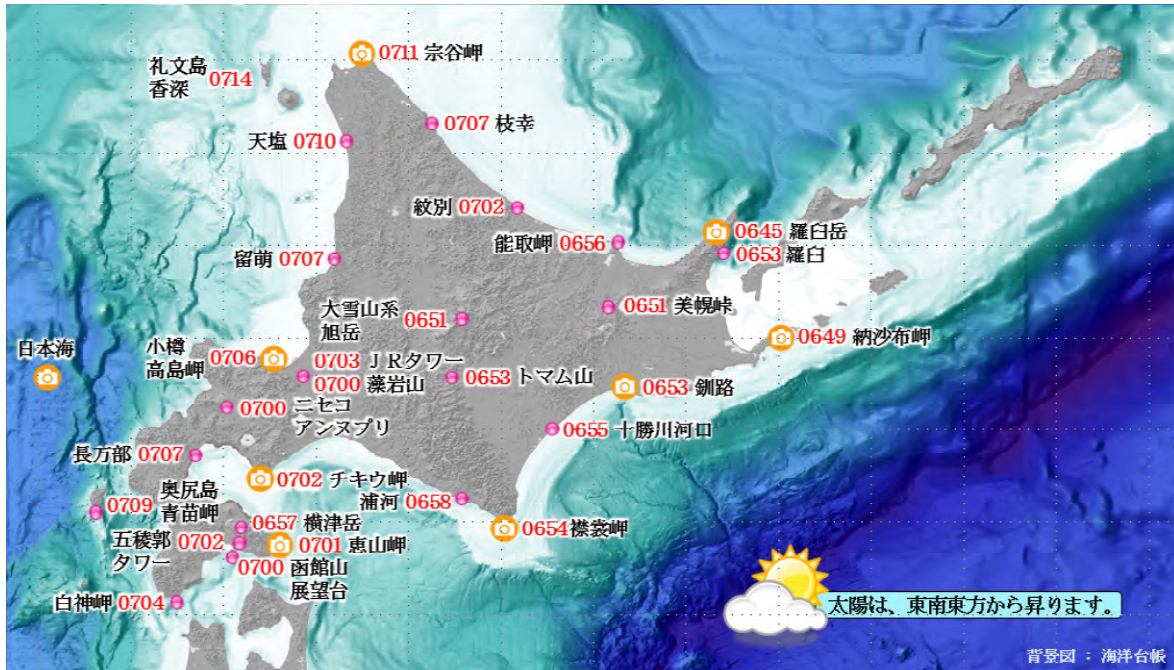 0711 宗谷岬
礼文島
香深 0714
0707 枝幸
天塩 0710
紋別 0702
0645 羅臼岳
能取岬 0656
0653 羅臼
留萌 0707
大雪山系
旭岳 0651
0651 美幌峠
0649 納沙布岬
日本海
小樽
高島岬 0706
0703 JRタワー
0700 藻岩山
0653 トマム山
0653 釧路
0700 ニセコ
アンヌプリ
0655 十勝川河口
長万部 0707
0702 チキウ岬
浦河 0658
0709 奥尻島
青苗岬
0657 横津岳
0654 襟裳岬
五稜郭 0702
タワー
0701 恵山岬
0700 函館山
展望台
白神岬 0704
太陽は、東南東方から昇ります。
背景図 : 海洋台帳